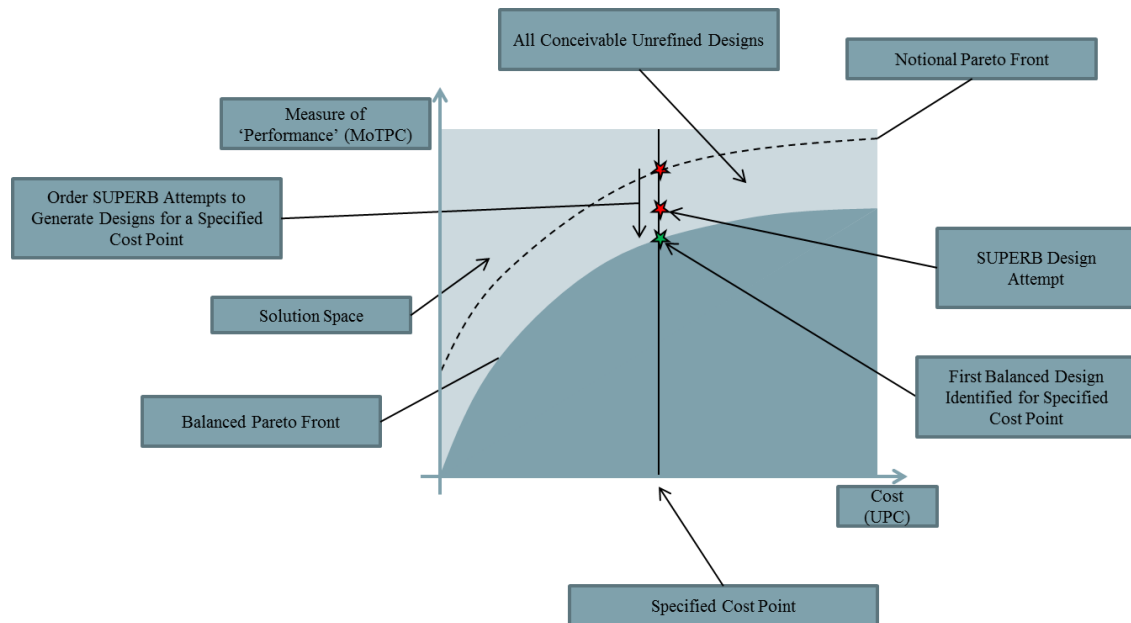 All Conceivable Unrefined Designs
Notional Pareto Front
Measure of
‘Performance’ (MoTPC)
Order SUPERB Attempts to
Generate Designs for a Specified
Cost Point
SUPERB Design
Attempt
Solution Space
First Balanced Design
Identified for Specified
Cost Point
Balanced Pareto Front
Cost
(UPC)
Specified Cost Point